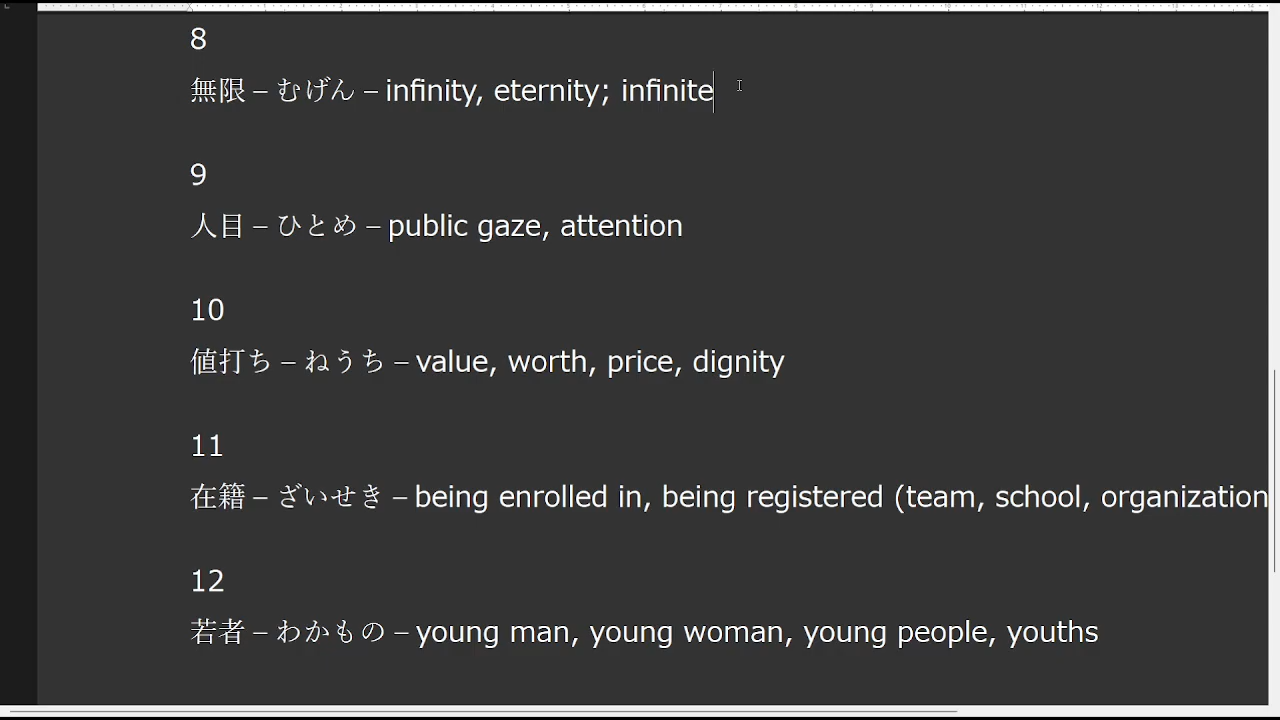 8
無限 – むげん – infinity, eternity; infinite
9
人目 – ひとめ – public gaze, attention
10
値打ち – ねうち – value, worth, price, dignity
11
在籍 – ざいせき – being enrolled in, being registered (team, school, organization
12
若者 – わかもの – young man, young woman, young people, youths